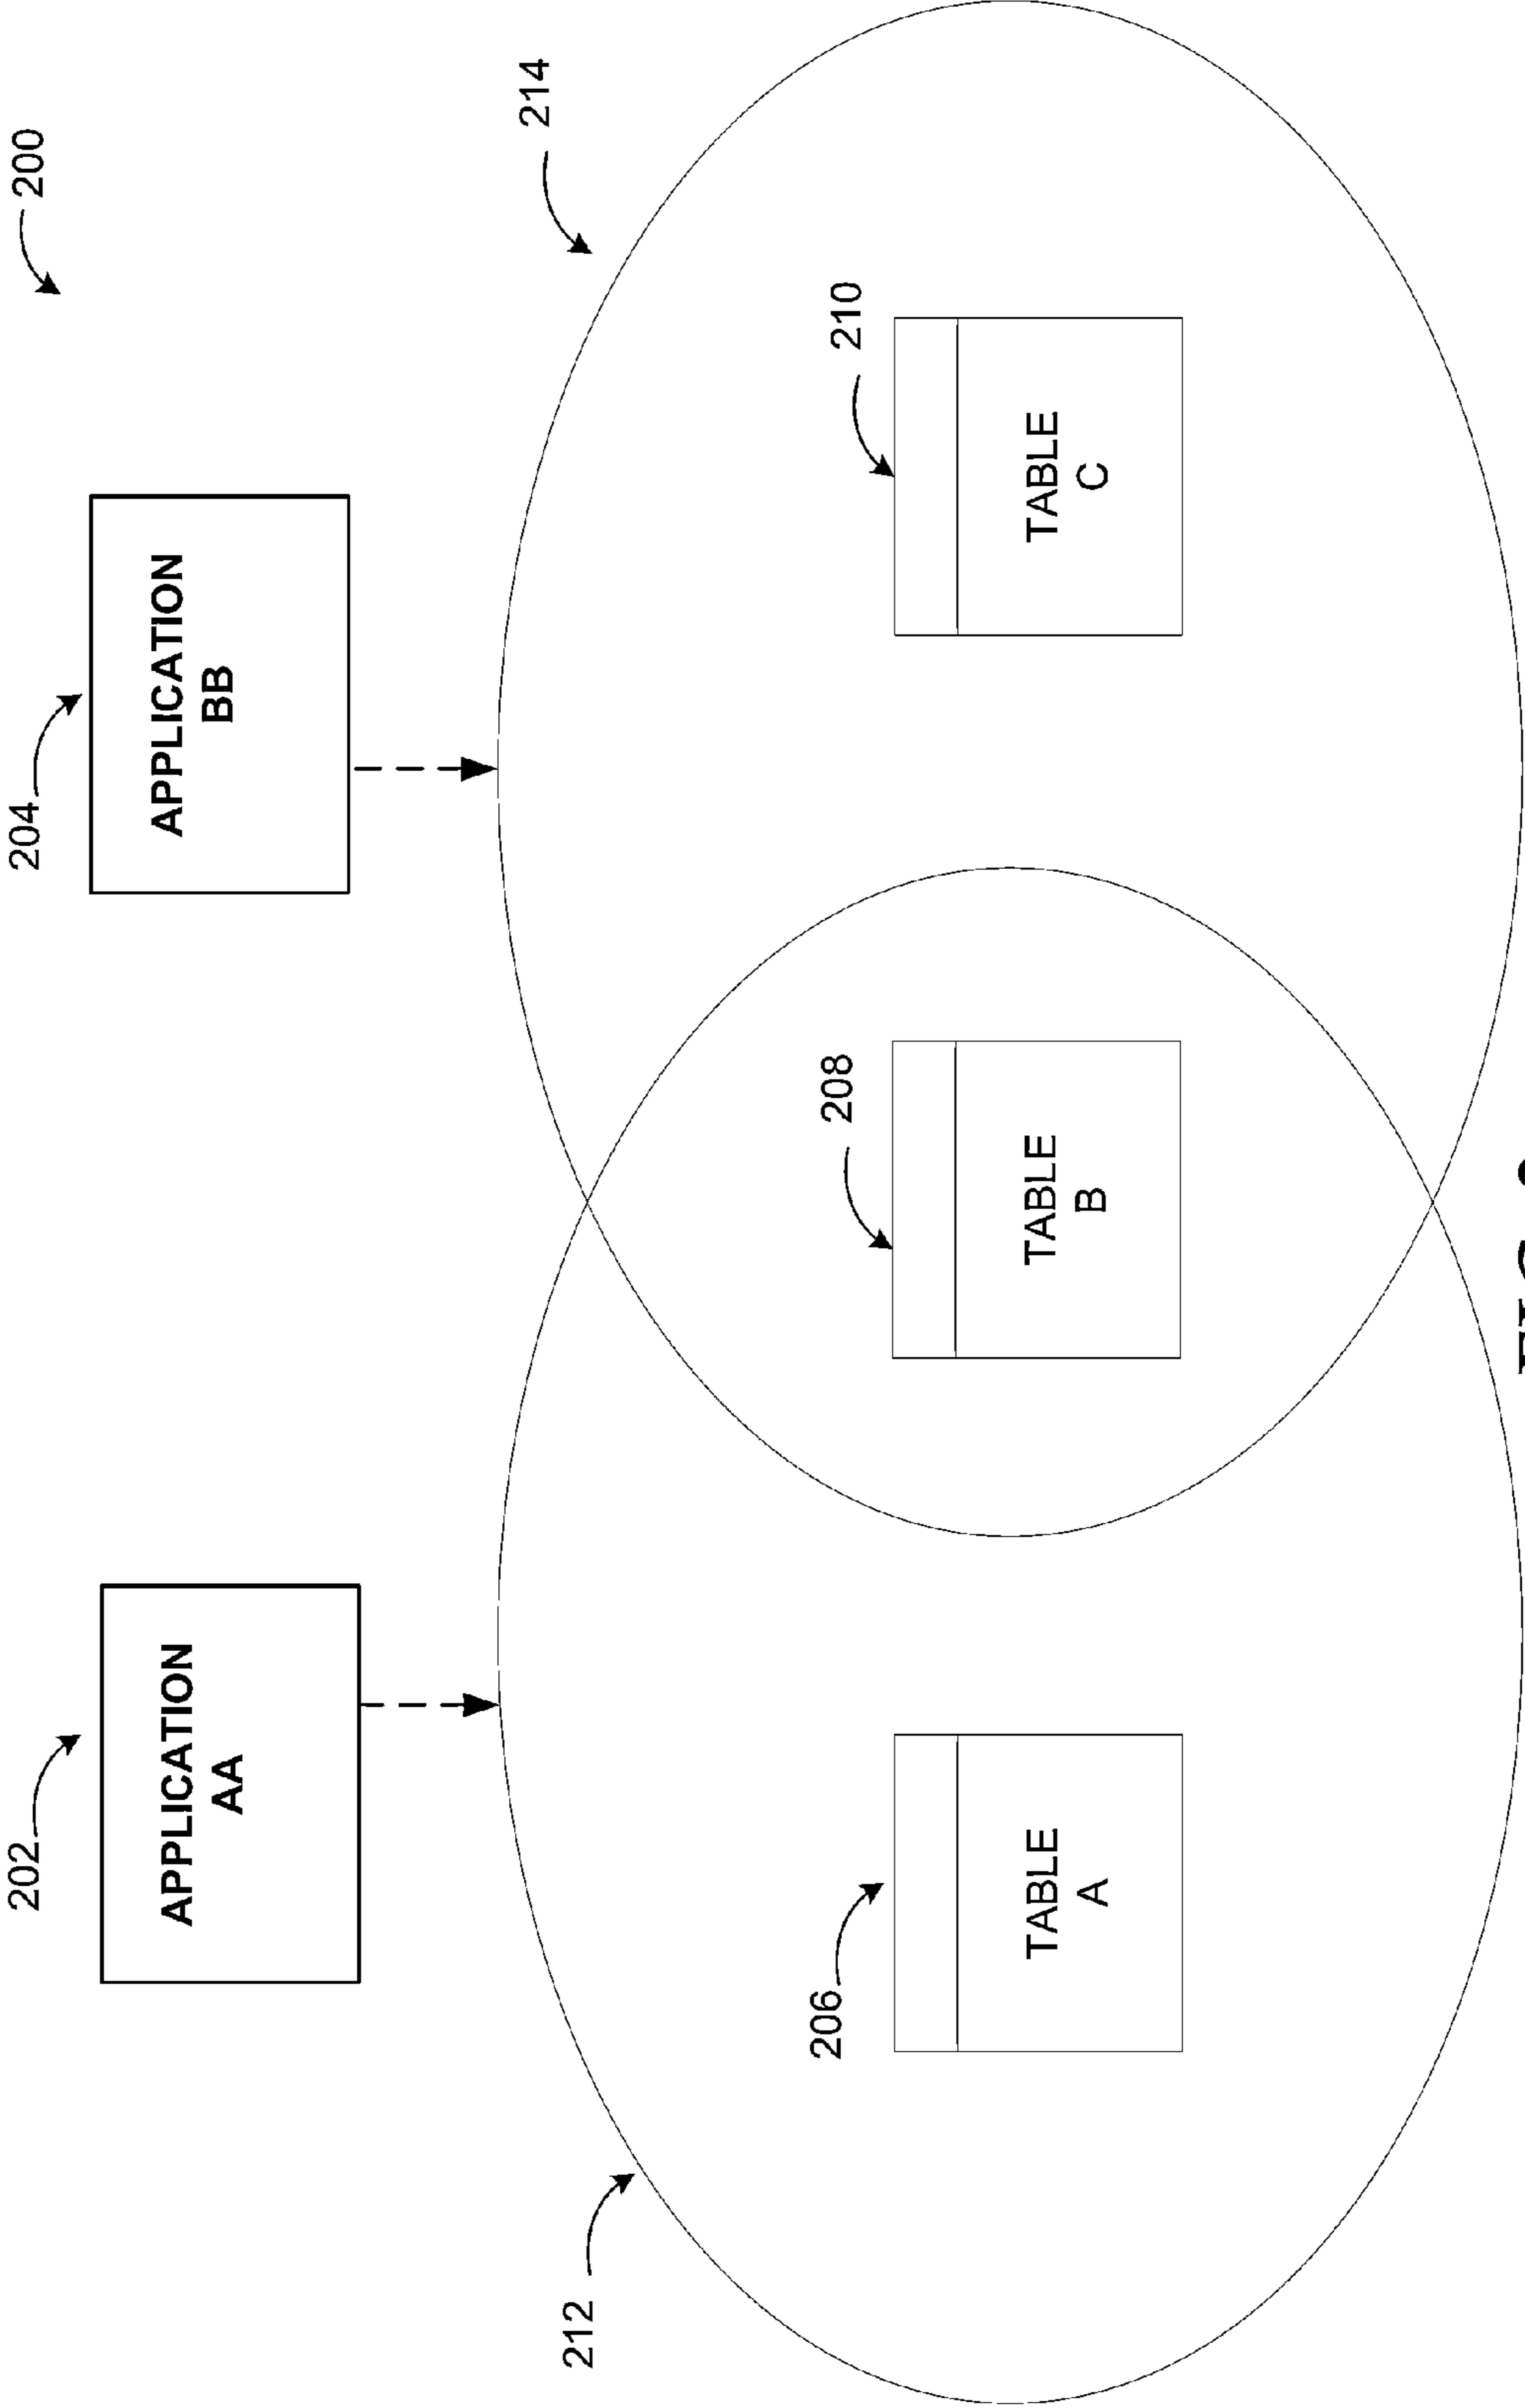 202
204
200
APPLICATION
AA
APPLICATION
BB
212
214
206
208
210
TABLE
A
TABLE
B
TABLE
C